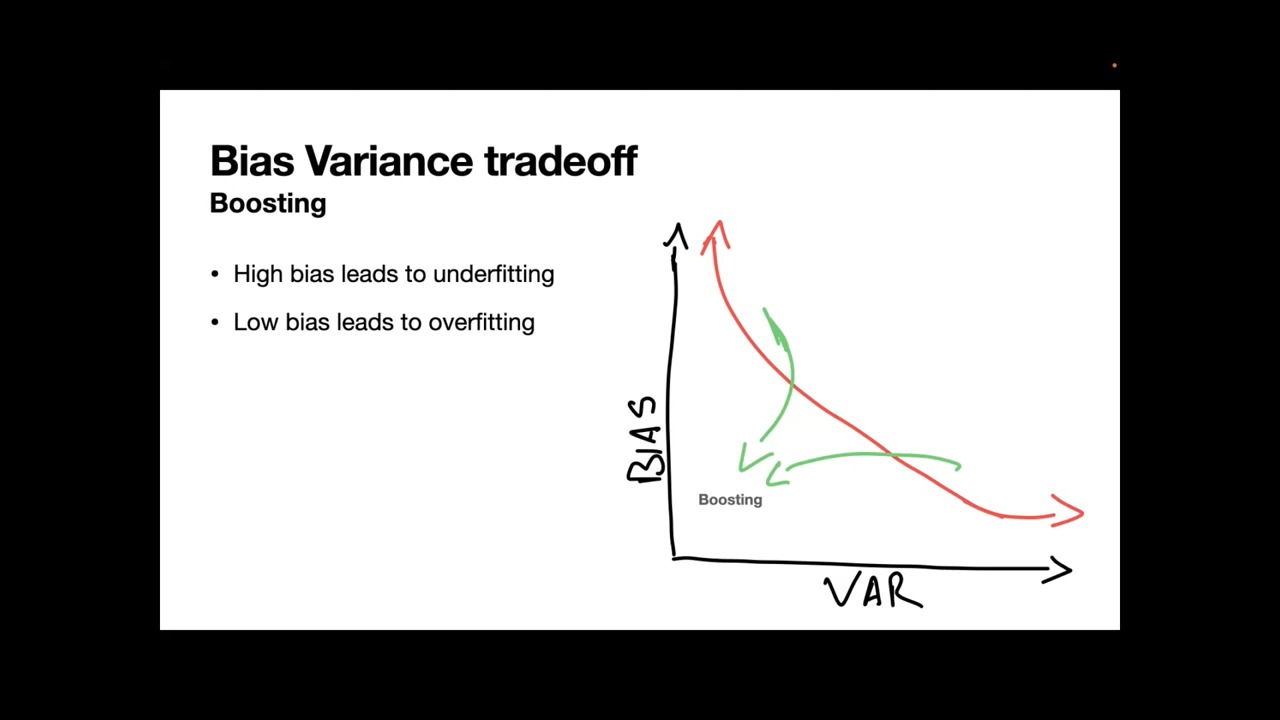 Bias Variance tradeoff
Boosting
• High bias leads to underfitting
• Low bias leads to overfitting
BIAS
Boosting
VAR